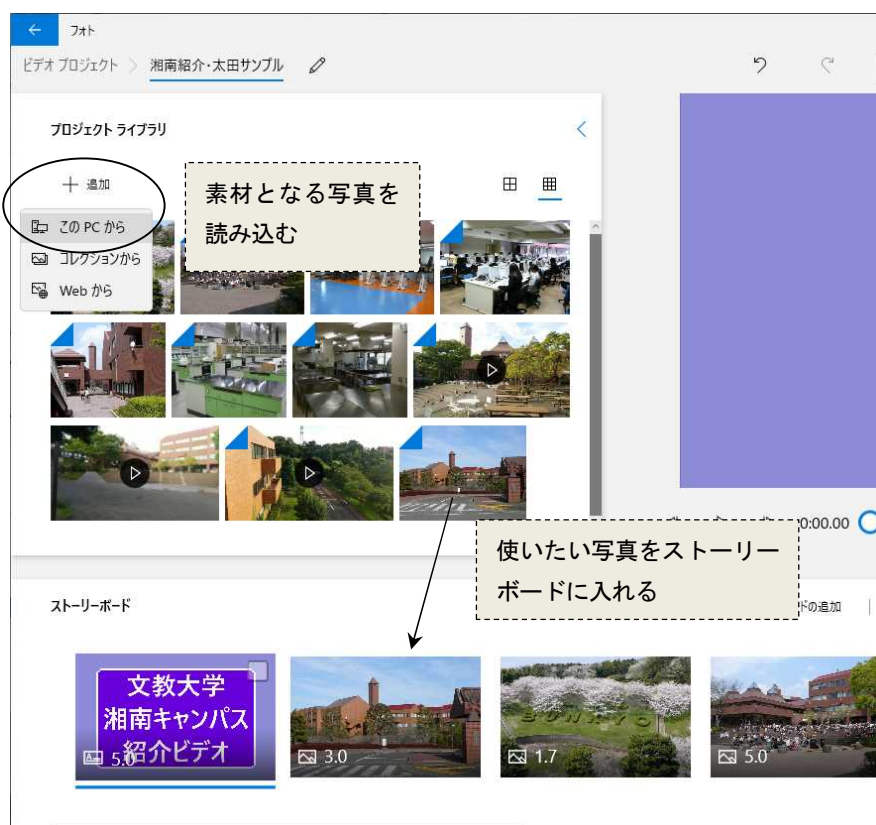 フォト
ビデオ プロジェクト > 湘南紹介・太田サンプル
プロジェクト ライブラリ
+ 追加
素材となる写真を
読み込む
この PC から
コレクションから
Web から
0:00.00
使いたい写真をストーリー
ボードに入れる
ストーリーボード
ドの追加
文教大学
湘南キャンパス
紹介ビデオ
5.0
3.0
BUNKYO
1.7
5.0